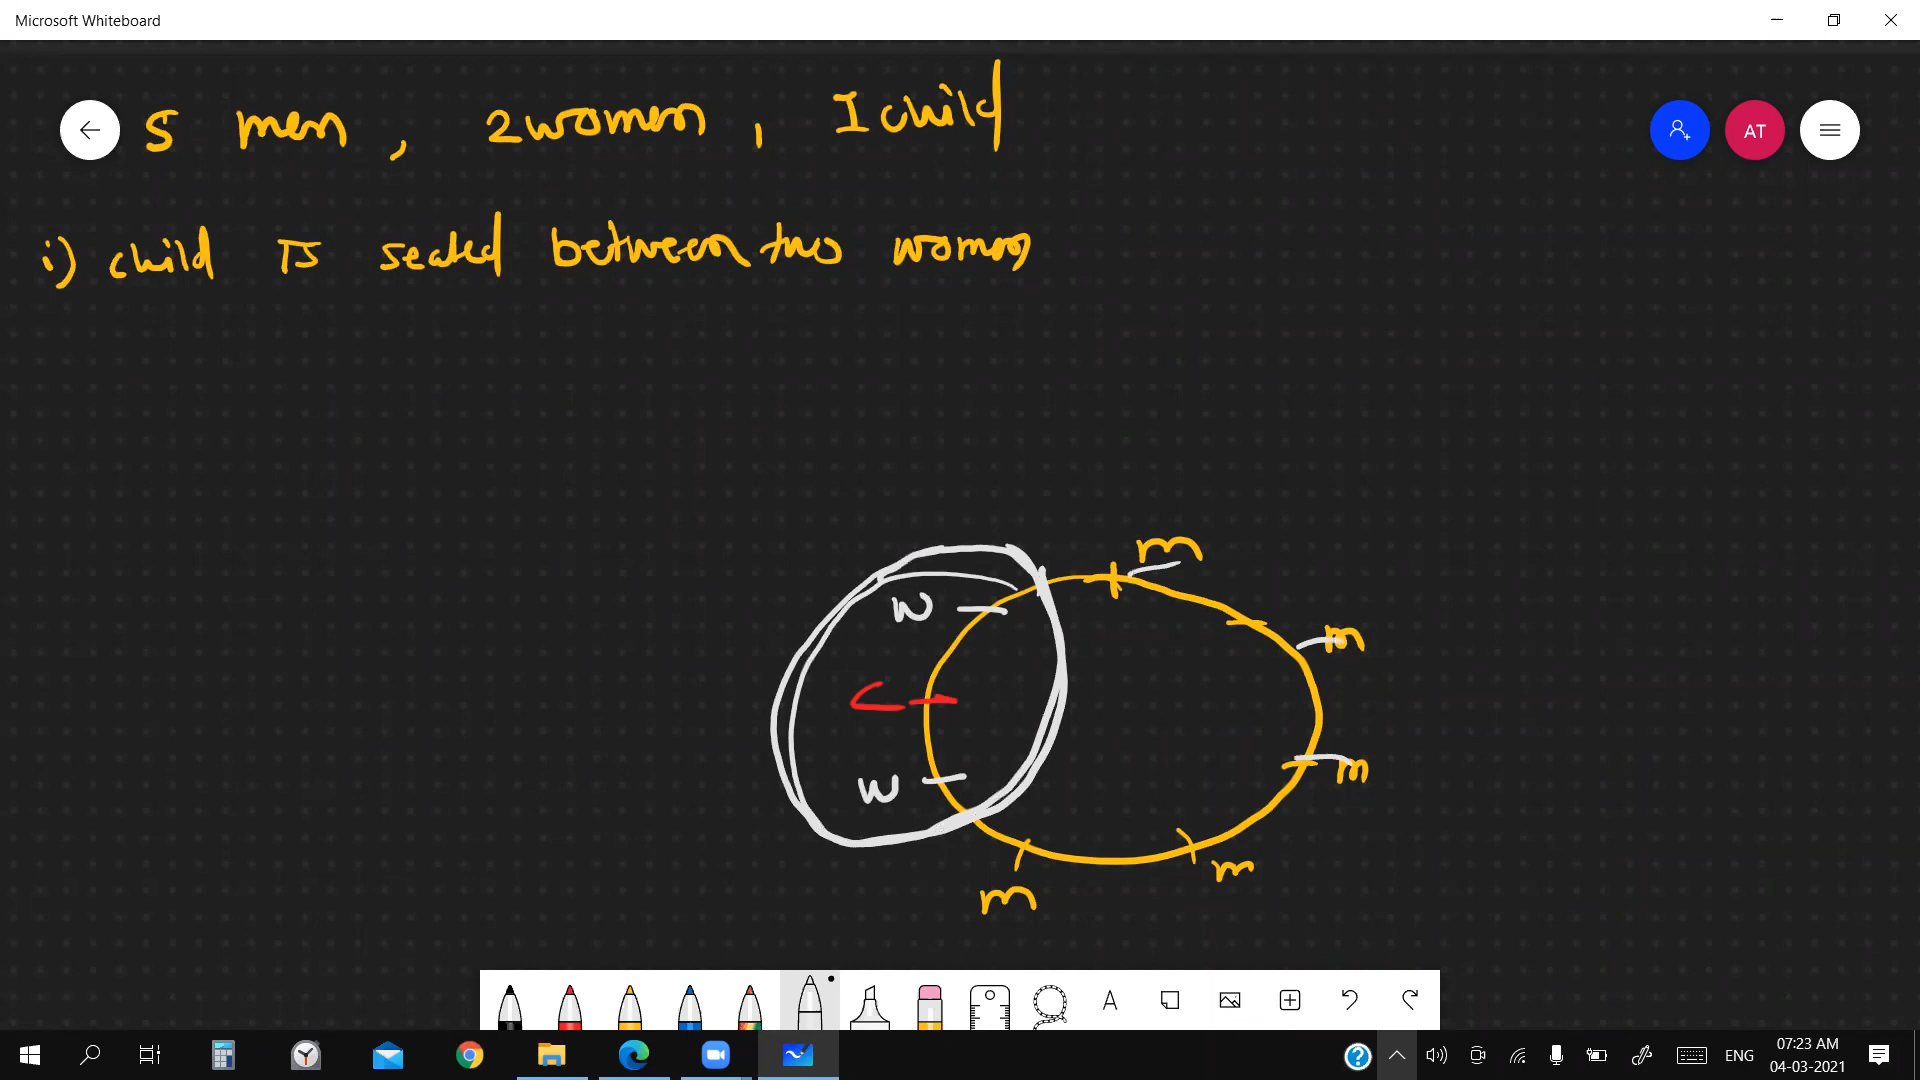 Microsoft Whiteboard
5 men, 2 women, 1 child
AT
i) child is seated between two women
m
W
m
C
m
W
m
m
A
ENG
07:23 AM
04-03-2021